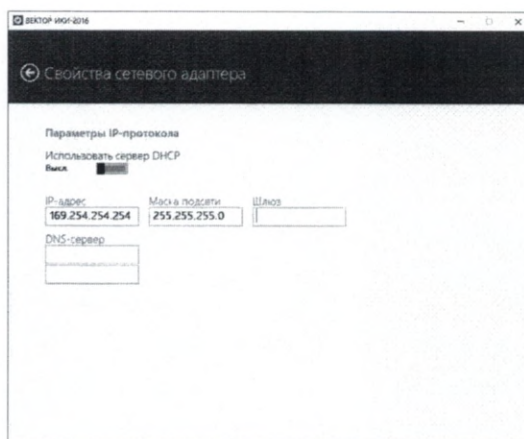 ВЕКТОР ИЮЛ-2016
Свойства сетевого адаптера
Параметры IP-протокола
Использовать сервер DHCP
Выкл.
IP-адрес Маска подсети Шлюз
169.254.254.254 255.255.255.0
DNS-сервер